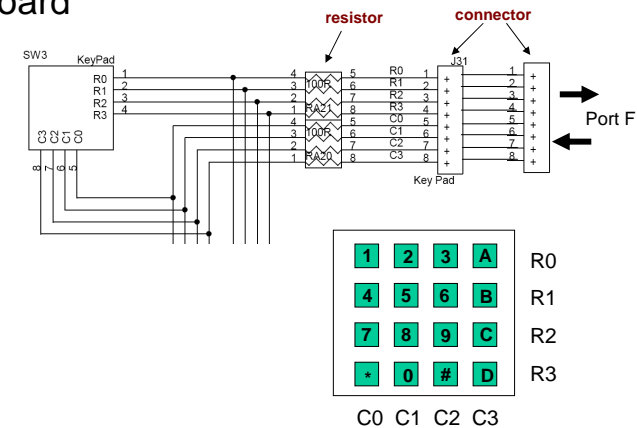 oard
resistor
connector
SW3
KeyPad
J31
R0 1
R1 2
R2 3
R3 4
C3 C2 C1 C0
8 7 6 5
4 100R 5 R0 1 + 1 +
3 6 R1 2 + 2 +
2 7 R2 3 + 3 +
1 RA21 8 R3 4 + 4 +
4 100R 5 C0 5 + 5 +
3 6 C1 6 + 6 +
2 7 C2 7 + 7 +
1 RA20 8 C3 8 + 8 +
Port F
Key Pad
1 2 3 A R0
4 5 6 B R1
7 8 9 C R2
* 0 # D R3
C0 C1 C2 C3